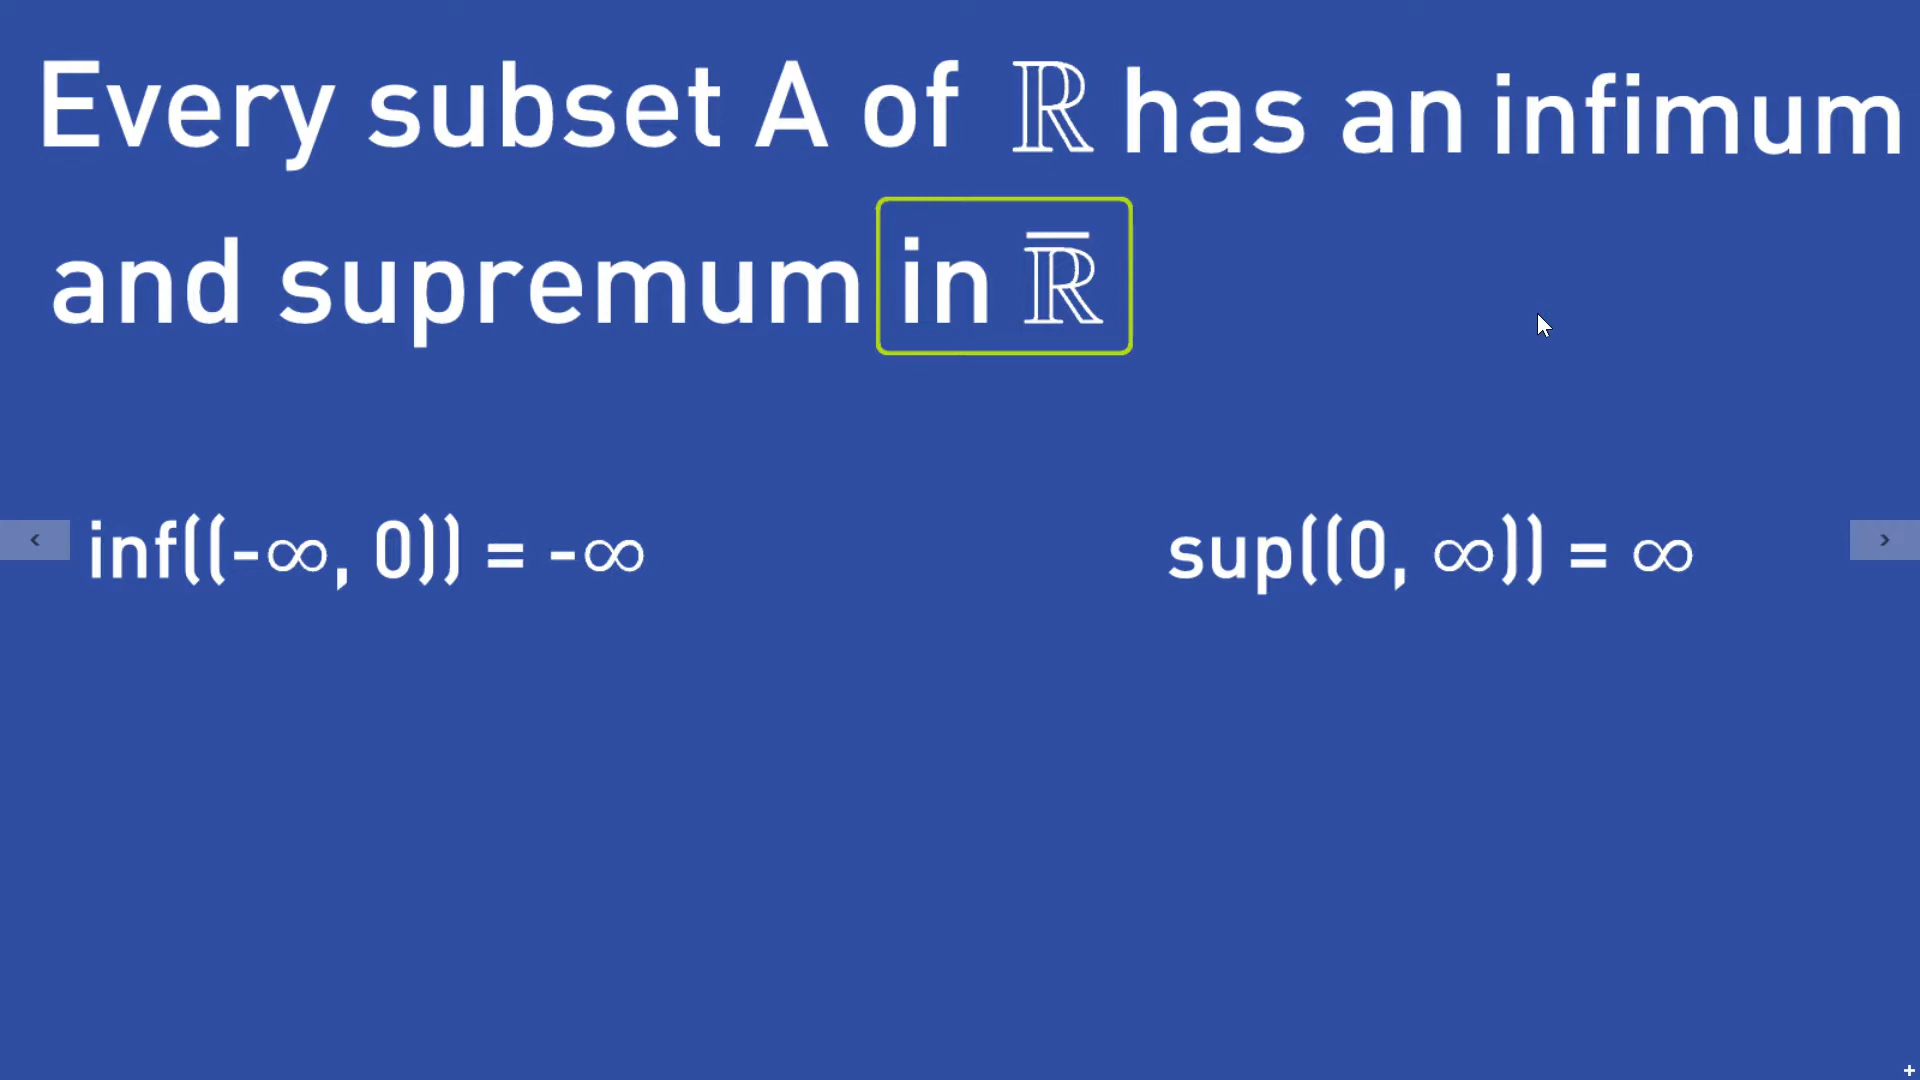 Every subset A of ℝ has an infimum
and supremum in ℝ̅
inf((-∞, 0)) = -∞
sup((0, ∞)) = ∞